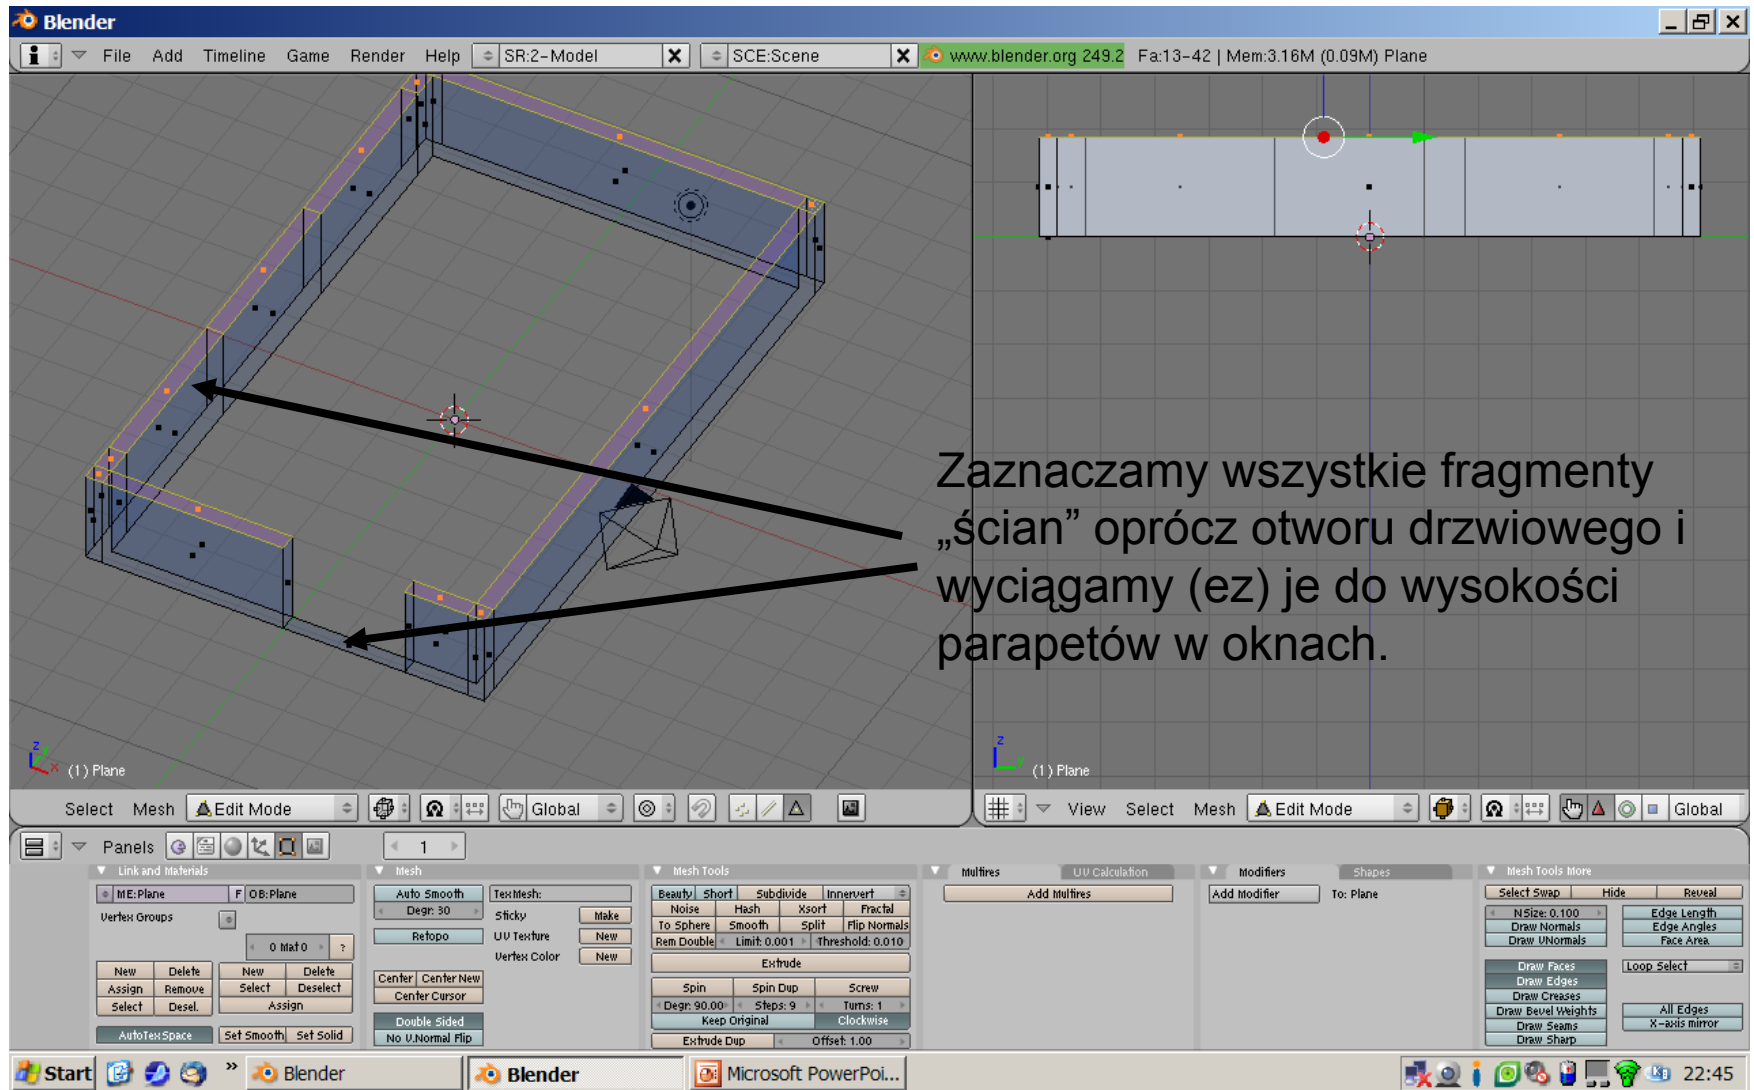 Blender
File Add Timeline Game Render Help SR:2-Model SCE:Scene www.blender.org 249.2 Fa:13-42 | Mem:3.16M (0.09M) Plane
Zaznaczamy wszystkie fragmenty
„ścian” oprócz otworu drzwiowego i
wyciągamy (ez) je do wysokości
parapetów w oknach.
z
x
(1) Plane
z
y
(1) Plane
Select Mesh Edit Mode Global
View Select Mesh Edit Mode Global
Panels 1
Link and Materials
ME:Plane F OB:Plane
Vertex Groups
0 Mat 0 ?
New Delete New Delete
Assign Remove Select Deselect
Select Desel. Assign
AutoTexSpace Set Smooth Set Solid
Mesh
Auto Smooth TexMesh:
Degr: 30 Sticky Make
Retopo UV Texture New
Vertex Color New
Center Center New
Center Cursor
Double Sided
No V.Normal Flip
Mesh Tools
Beauty Short Subdivide Innervert
Noise Hash Xsort Fractal
To Sphere Smooth Split Flip Normals
Rem Double Limit: 0.001 Threshold: 0.010
Extrude
Spin Spin Dup Screw
Degr: 90.00 Steps: 9 Turns: 1
Keep Original Clockwise
Extrude Dup Offset: 1.00
Multires UV Calculation
Add Multires
Modifiers Shapes
Add Modifier To: Plane
Mesh Tools More
Select Swap Hide Reveal
NSize: 0.100 Edge Length
Draw Normals Edge Angles
Draw VNormals Face Area
Draw Faces Loop Select
Draw Edges
Draw Creases
Draw Bevel Weights All Edges
Draw Seams X-axis mirror
Draw Sharp
Start » Blender Blender Microsoft PowerPoi... 22:45